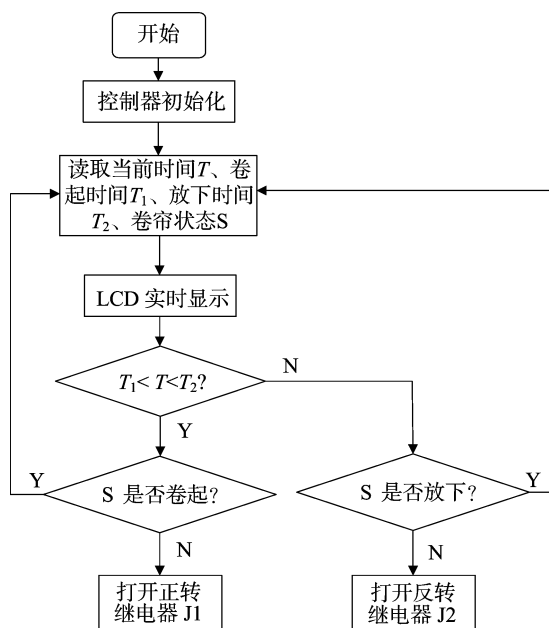 开始
控制器初始化
读取当前时间T、卷
起时间T₁、放下时间
T₂、卷帘状态S
LCD 实时显示
T₁< T<T₂?
N
Y
Y
S 是否卷起?
S 是否放下?
Y
N
N
打开正转
继电器 J1
打开反转
继电器 J2